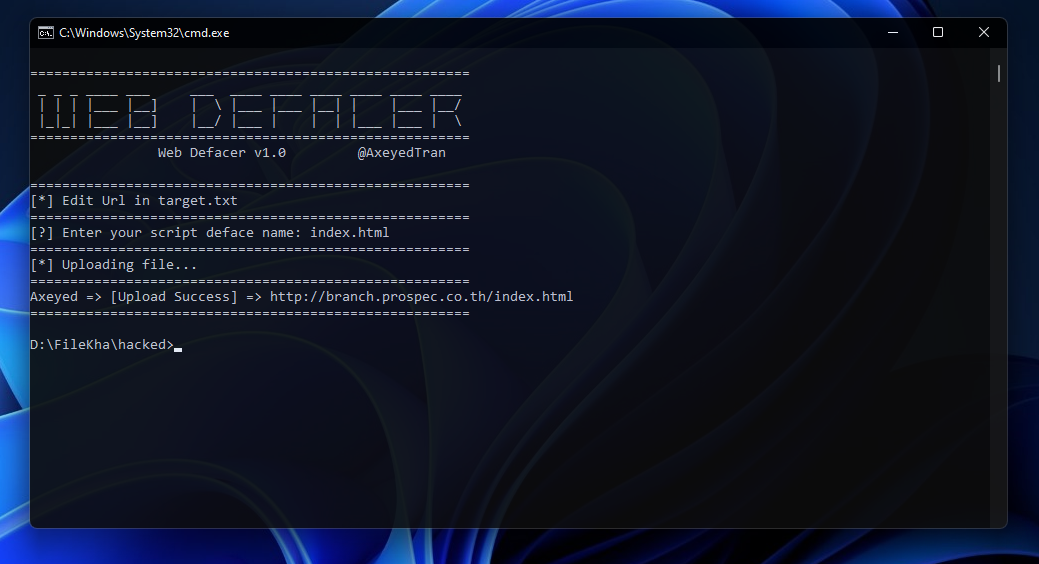 C:\Windows\System32\cmd.exe
=======================================================
WEB DEFACER
=======================================================
Web Defacer v1.0 @AxeyedTran
=======================================================
[*] Edit Url in target.txt
=======================================================
[?] Enter your script deface name: index.html
=======================================================
[*] Uploading file...
=======================================================
Axeyed => [Upload Success] => http://branch.prospec.co.th/index.html
=======================================================
D:\FileKha\hacked>